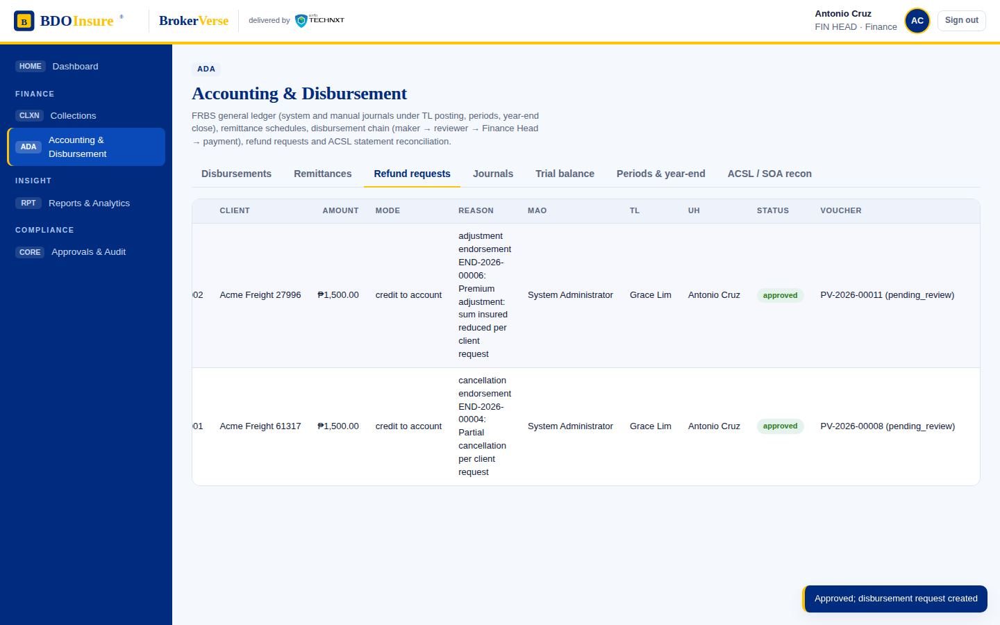 B BDOInsure ®
BrokerVerse
delivered by TECHNXT
Antonio Cruz
FIN HEAD · Finance
AC
Sign out
HOME Dashboard
FINANCE
CLXN Collections
ADA Accounting &
Disbursement
INSIGHT
RPT Reports & Analytics
COMPLIANCE
CORE Approvals & Audit
ADA
Accounting & Disbursement
FRBS general ledger (system and manual journals under TL posting, periods, year-end
close), remittance schedules, disbursement chain (maker → reviewer → Finance Head
→ payment), refund requests and ACSL statement reconciliation.
Disbursements Remittances Refund requests Journals Trial balance Periods & year-end ACSL / SOA recon
CLIENT AMOUNT MODE REASON MAO TL UH STATUS VOUCHER
adjustment
endorsement
END-2026-
00006:
Premium
02 Acme Freight 27996 ₱1,500.00 credit to account System Administrator Grace Lim Antonio Cruz approved PV-2026-00011 (pending_review)
adjustment:
sum insured
reduced per
client
request
cancellation
endorsement
END-2026-
00004:
01 Acme Freight 61317 ₱1,500.00 credit to account System Administrator Grace Lim Antonio Cruz approved PV-2026-00008 (pending_review)
Partial
cancellation
per client
request
Approved; disbursement request created